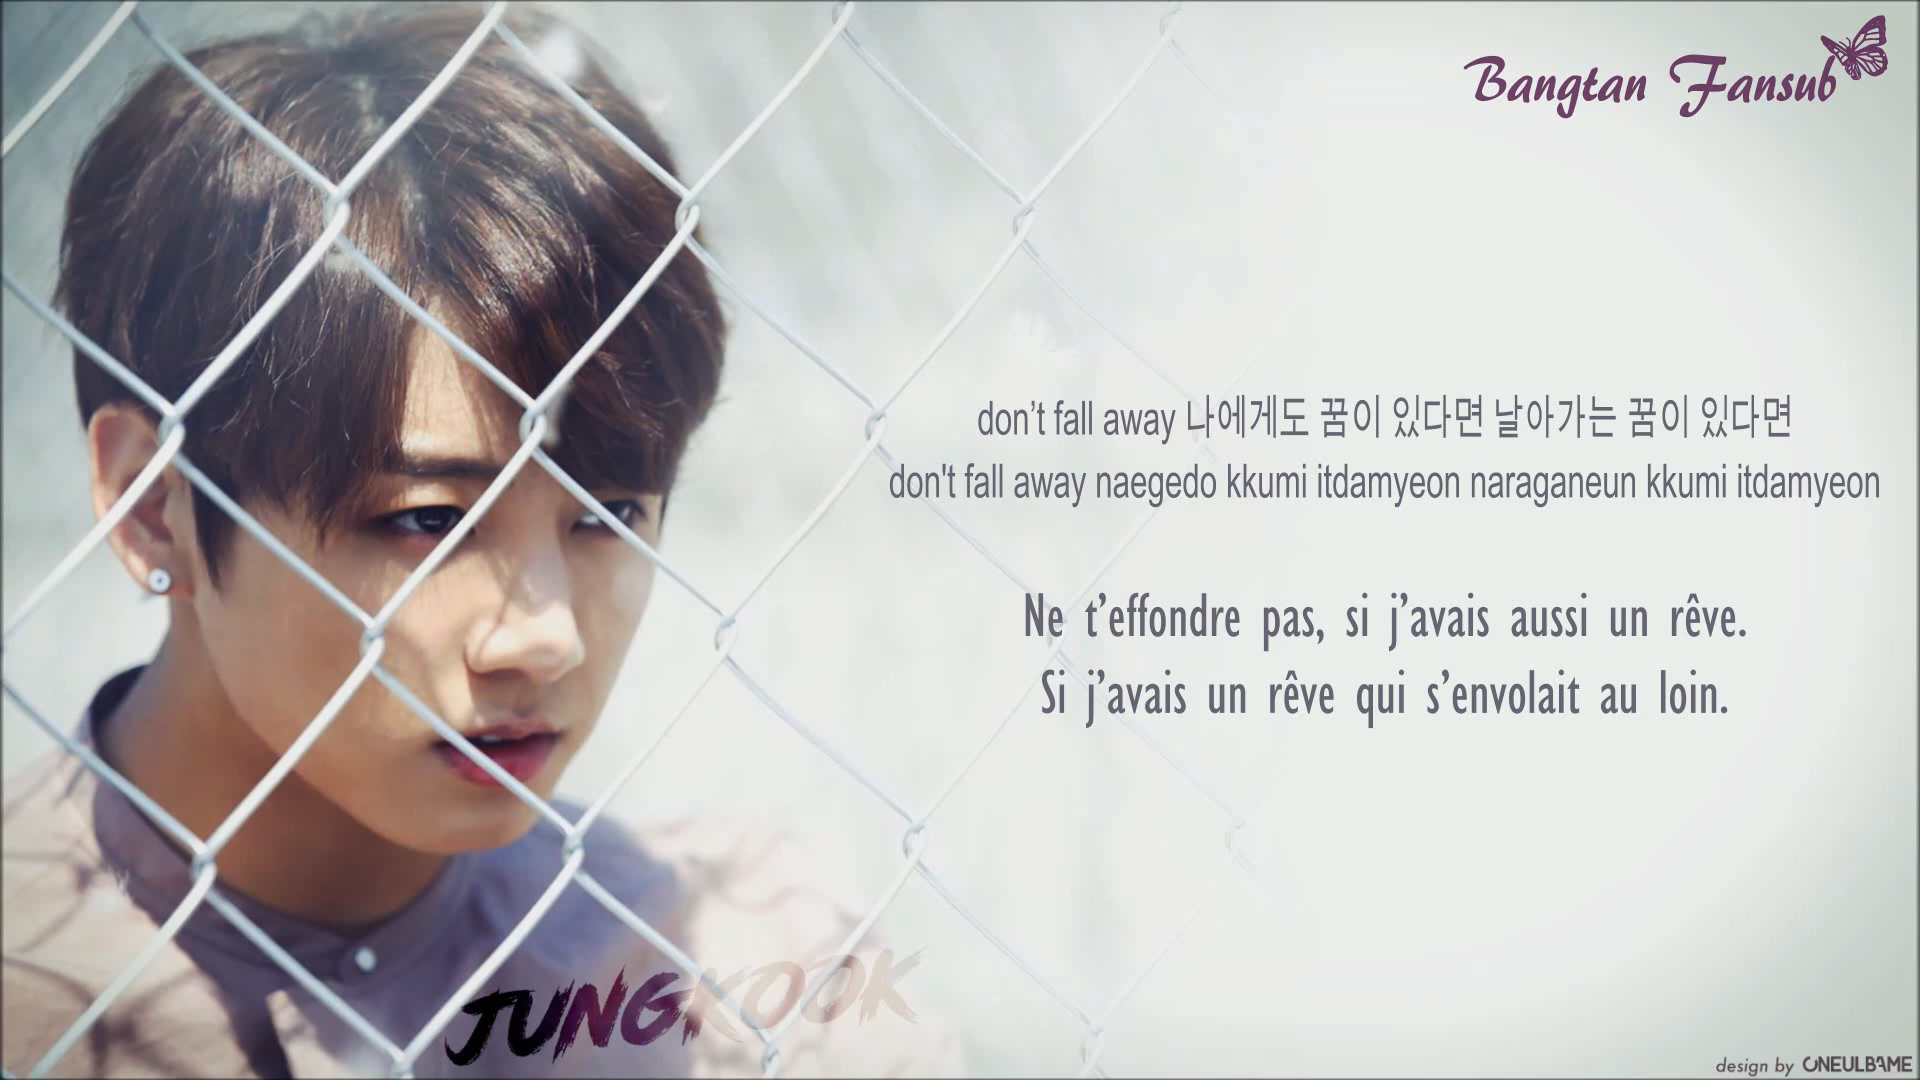 Bangtan Fansub
don’t fall away 나에게도 꿈이 있다면 날아가는 꿈이 있다면
don't fall away naegedo kkumi itdamyeon naraganeun kkumi itdamyeon
Ne t’effondre pas, si j’avais aussi un rêve.
Si j’avais un rêve qui s’envolait au loin.
JUNGKOOK
design by ONEULBAME